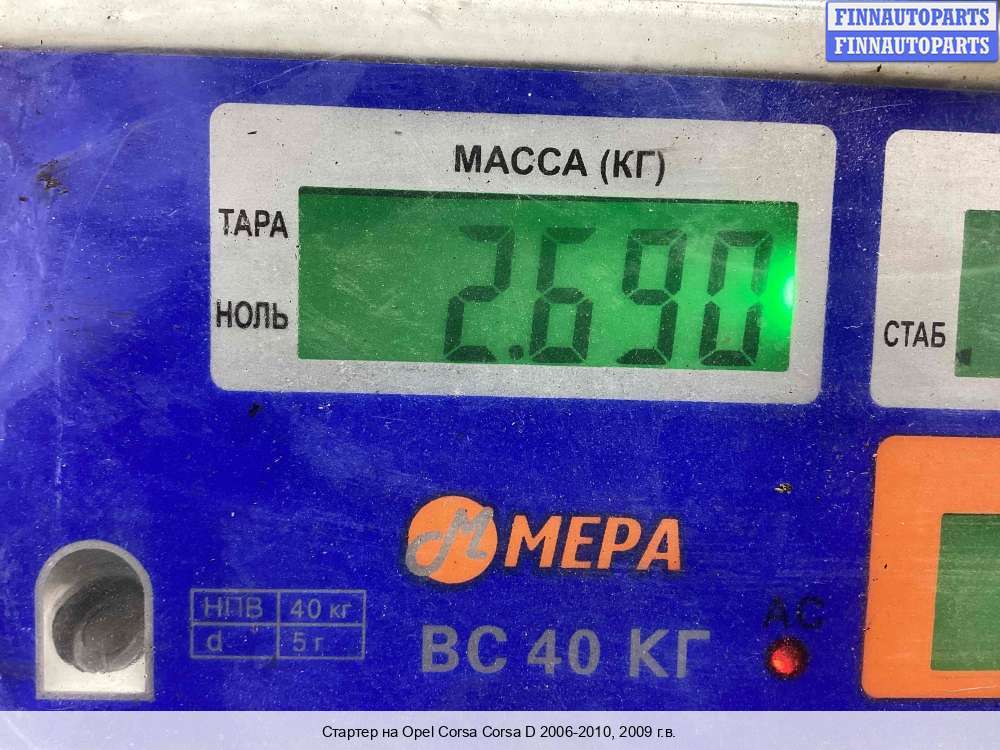 FINNAUTOPARTS
FINNAUTOPARTS
МАССА (КГ)
ТАРА
2.690
НОЛЬ
СТАБ
МЕРА
НПВ 40 кг
d 5 г
ВС 40 КГ
AC
Стартер на Opel Corsa Corsa D 2006-2010, 2009 г.в.